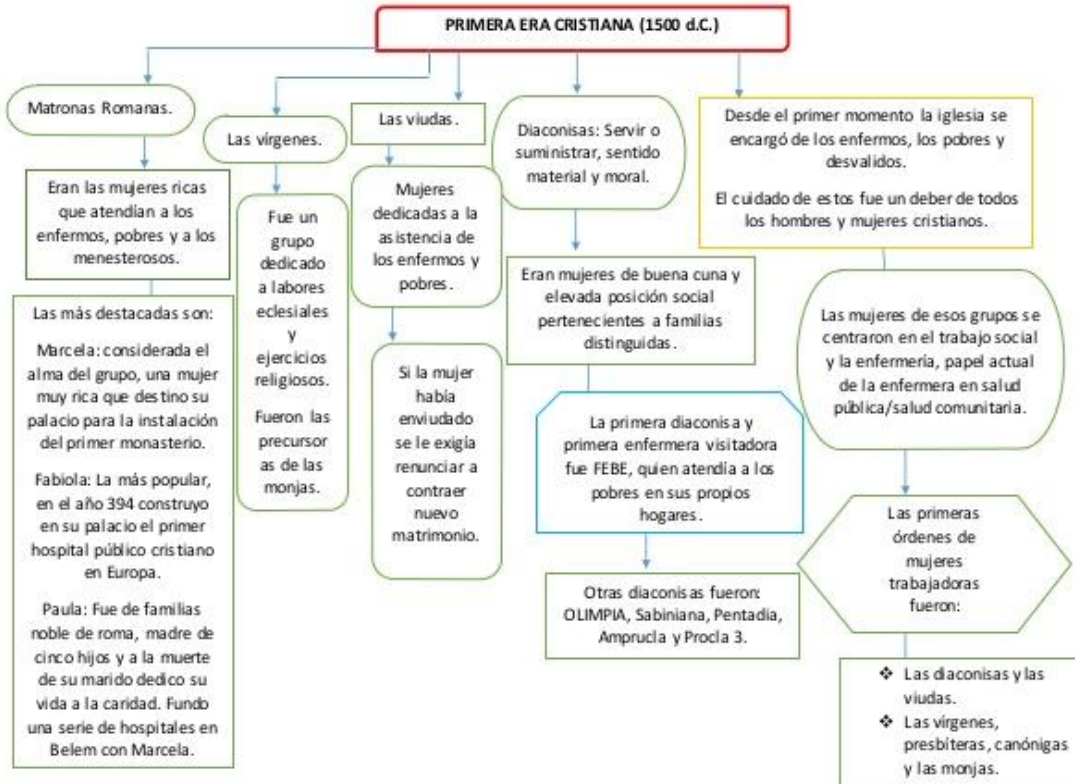 PRIMERA ERA CRISTIANA (1500 d.C.)
Matronas Romanas.
Eran las mujeres ricas
que atendían a los
enfermos, pobres y a los
menesterosos.
Las más destacadas son:
Marcela: considerada el
alma del grupo, una mujer
muy rica que destino su
palacio para la instalación
del primer monasterio.
Fabiola: La más popular,
en el año 394 construyo
en su palacio el primer
hospital público cristiano
en Europa.
Paula: Fue de familias
noble de roma, madre de
cinco hijos y a la muerte
de su marido dedico su
vida a la caridad. Fundo
una serie de hospitales en
Belem con Marcela.
Las vírgenes.
Fue un
grupo
dedicado
a labores
eclesiales
y
ejercicios
religiosos.
Fueron las
precursor
as de las
monjas.
Las viudas.
Mujeres
dedicadas a la
asistencia de
los enfermos y
pobres.
Si la mujer
había
enviudado
se le exigía
renunciar a
contraer
nuevo
matrimonio.
Diaconisas: Servir o
suministrar, sentido
material y moral.
Eran mujeres de buena cuna y
elevada posición social
pertenecientes a familias
distinguidas.
La primera diaconisa y
primera enfermera visitadora
fue FEBE, quien atendía a los
pobres en sus propios
hogares.
Otras diaconisas fueron:
OLIMPIA, Sabiniana, Pentadia,
Amprucla y Procla 3.
Desde el primer momento la iglesia se
encargó de los enfermos, los pobres y
desvalidos.
El cuidado de estos fue un deber de todos
los hombres y mujeres cristianos.
Las mujeres de esos grupos se
centraron en el trabajo social
y la enfermería, papel actual
de la enfermera en salud
pública/salud comunitaria.
Las primeras
órdenes de
mujeres
trabajadoras
fueron:
❖ Las diaconisas y las
viudas.
❖ Las vírgenes,
presbíteras, canónigas
y las monjas.